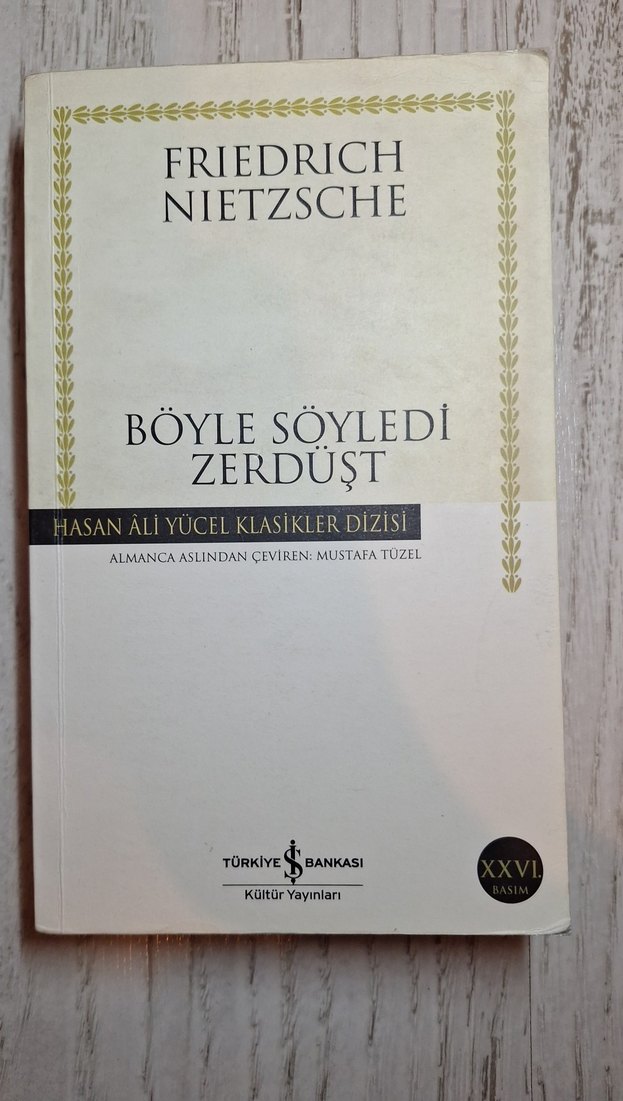 FRIEDRICH
NIETZSCHE
BÖYLE SÖYLEDİ
ZERDÜŞT
HASAN ÂLİ YÜCEL KLASİKLER DİZİSİ
ALMANCA ASLINDAN ÇEVİREN: MUSTAFA TÜZEL
TÜRKİYE İŞ BANKASI
Kültür Yayınları
XXVI.
BASIM